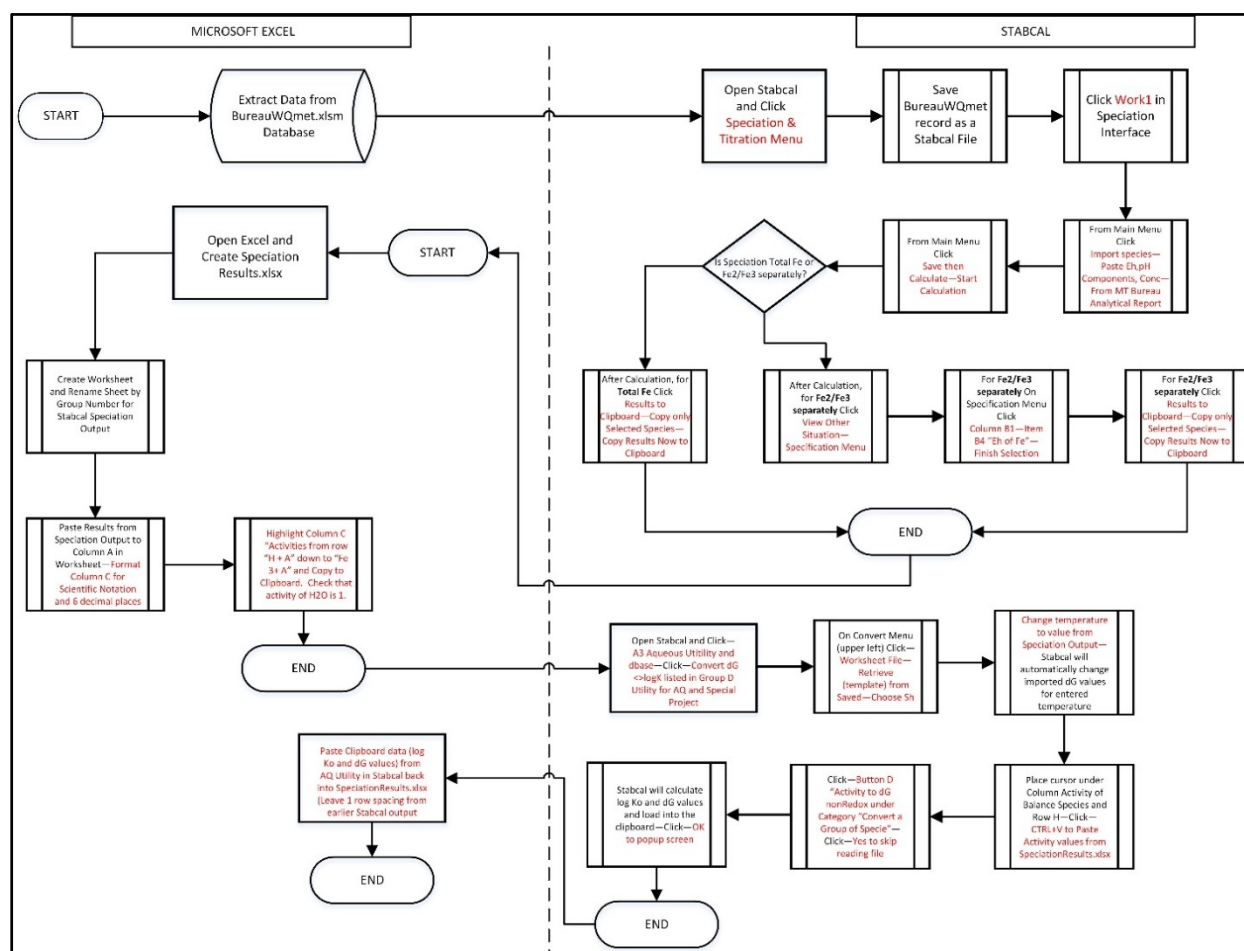 MICROSOFT EXCEL
STABCAL
START
Extract Data from
BureauWQmet.xlsm
Database
Open Stabcal
and Click
Speciation &
Titration Menu
Save
BureauWQmet
record as a
Stabcal File
Click Work1 in
Speciation
Interface
From Main Menu
Click
Import species—
Paste Eh,pH
Components, Conc—
From MT Bureau
Analytical Report
From Main Menu
Click
Save then
Calculate—Start
Calculation
Is Speciation Total Fe or
Fe2/Fe3 separately?
START
Open Excel and
Create Speciation
Results.xlsx
After Calculation, for
Total Fe Click
Results to
Clipboard—Copy only
Selected Species—
Copy Results Now to
Clipboard
After Calculation,
for Fe2/Fe3
separately Click
View Other
Situation—
Specification Menu
For Fe2/Fe3
separately On
Specification Menu
Click
Column B1—Item
B4 "Eh of Fe"—
Finish Selection
For Fe2/Fe3
separately Click
Results to
Clipboard—Copy only
Selected Species—
Copy Results Now to
Clipboard
END
Create Worksheet
and Rename Sheet by
Group Number for
Stabcal Speciation
Output
Paste Results from
Speciation Output to
Column A in
Worksheet—Format
Column C for
Scientific Notation
and 6 decimal places
Highlight Column C
"Activities from row
"H + A" down to "Fe
3+ A" and Copy to
Clipboard. Check that
activity of H2O is 1.
END
Open Stabcal and Click—
A3 Aqueous Utitility and
dbase—Click—Convert dG
<>logK listed in Group D
Utility for AQ and Special
Project
On Convert Menu
(upper left) Click—
Worksheet File—
Retrieve
(template) from
Saved—Choose Sh
Change temperature
to value from
Speciation Output—
Stabcal will
automatically change
imported dG values
for entered
temperature
Place cursor under
Column Activity of
Balance Species and
Row H—Click—
CTRL+V to Paste
Activity values from
SpeciationResults.xlsx
Click—Button D
"Activity to dG
nonRedox under
Category "Convert a
Group of Specie"—
Click—Yes to skip
reading file
Stabcal will calculate
log Ko and dG values
and load into the
clipboard—Click—OK
to popup screen
END
Paste Clipboard data (log
Ko and dG values) from
AQ Utility in Stabcal back
into SpeciationResults.xlsx
(Leave 1 row spacing from
earlier Stabcal output
END